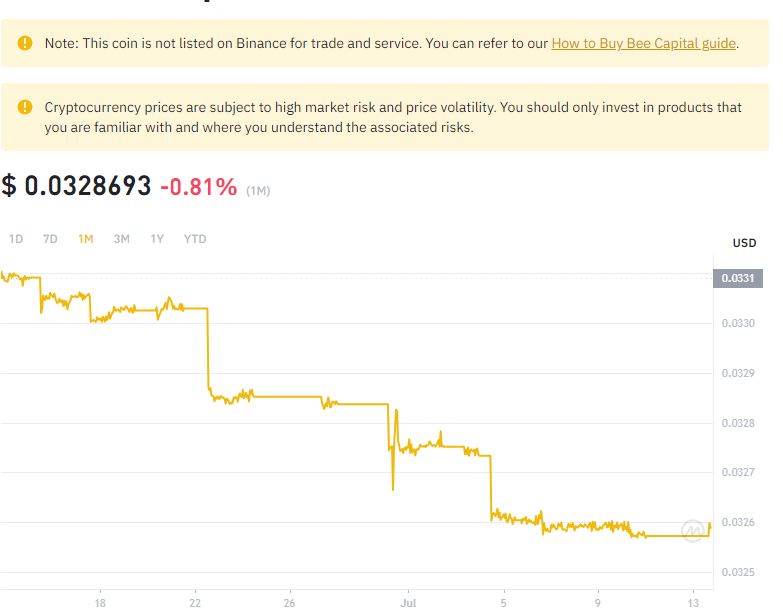 Note: This coin is not listed on Binance for trade and service. You can refer to our How to Buy Bee Capital guide.
Cryptocurrency prices are subject to high market risk and price volatility. You should only invest in products that
you are familiar with and where you understand the associated risks.
$ 0.0328693 -0.81% (1M)
1D 7D 1M 3M 1Y YTD
USD
0.0331
0.0330
0.0329
0.0328
0.0327
0.0326
0.0325
18 22 26 Jul 5 9 13